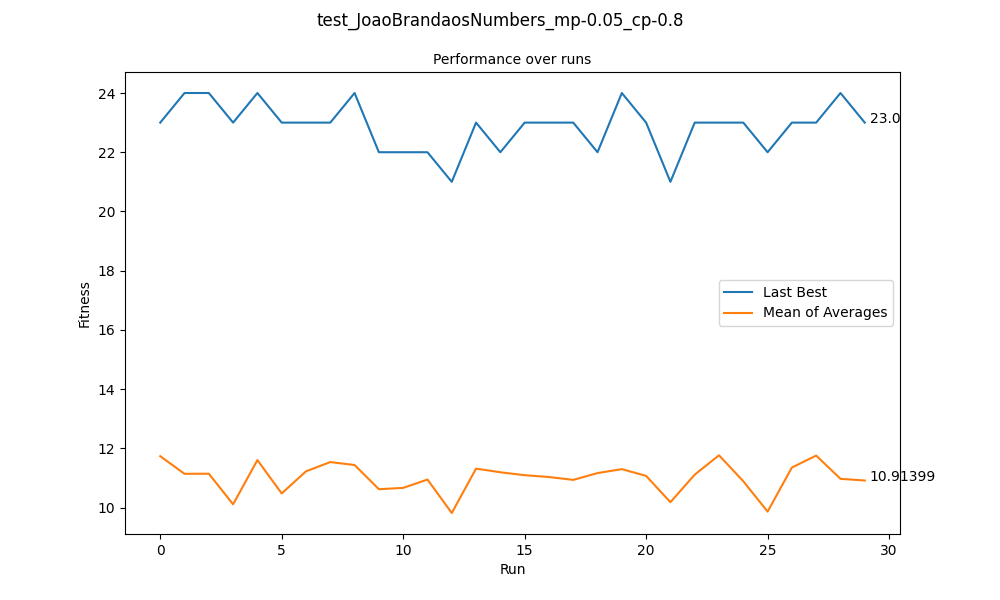 test_JoaoBrandaosNumbers_mp-0.05_cp-0.8
Performance over runs
Fitness
24
22
20
18
16
14
12
10
23.0
Last Best
Mean of Averages
10.91399
0 5 10 15 20 25 30
Run